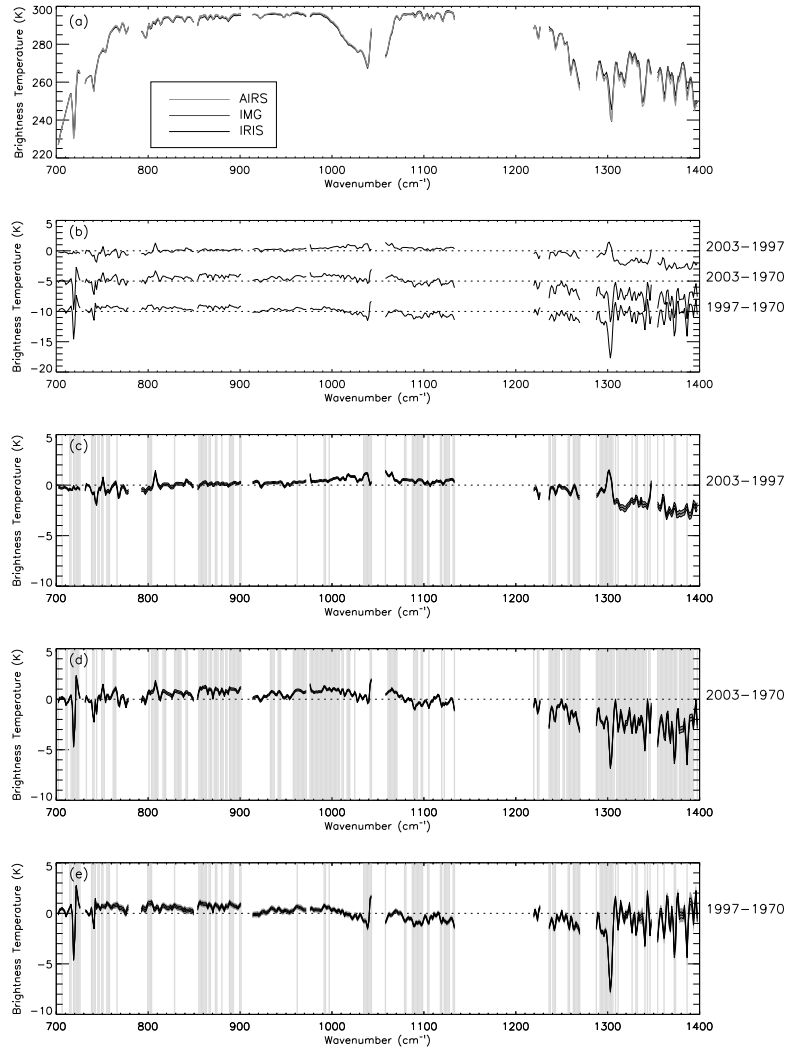 (a)
Brightness Temperature (K)
300
280
260
240
220
AIRS
IMG
IRIS
700 800 900 1000 1100 1200 1300 1400
Wavenumber (cm⁻¹)
(b)
Brightness Temperature (K)
5
0
−5
−10
−15
−20
2003−1997
2003−1970
1997−1970
700 800 900 1000 1100 1200 1300 1400
Wavenumber (cm⁻¹)
(c)
Brightness Temperature (K)
5
0
−5
−10
2003−1997
700 800 900 1000 1100 1200 1300 1400
Wavenumber (cm⁻¹)
(d)
Brightness Temperature (K)
5
0
−5
−10
2003−1970
700 800 900 1000 1100 1200 1300 1400
Wavenumber (cm⁻¹)
(e)
Brightness Temperature (K)
5
0
−5
−10
1997−1970
700 800 900 1000 1100 1200 1300 1400
Wavenumber (cm⁻¹)